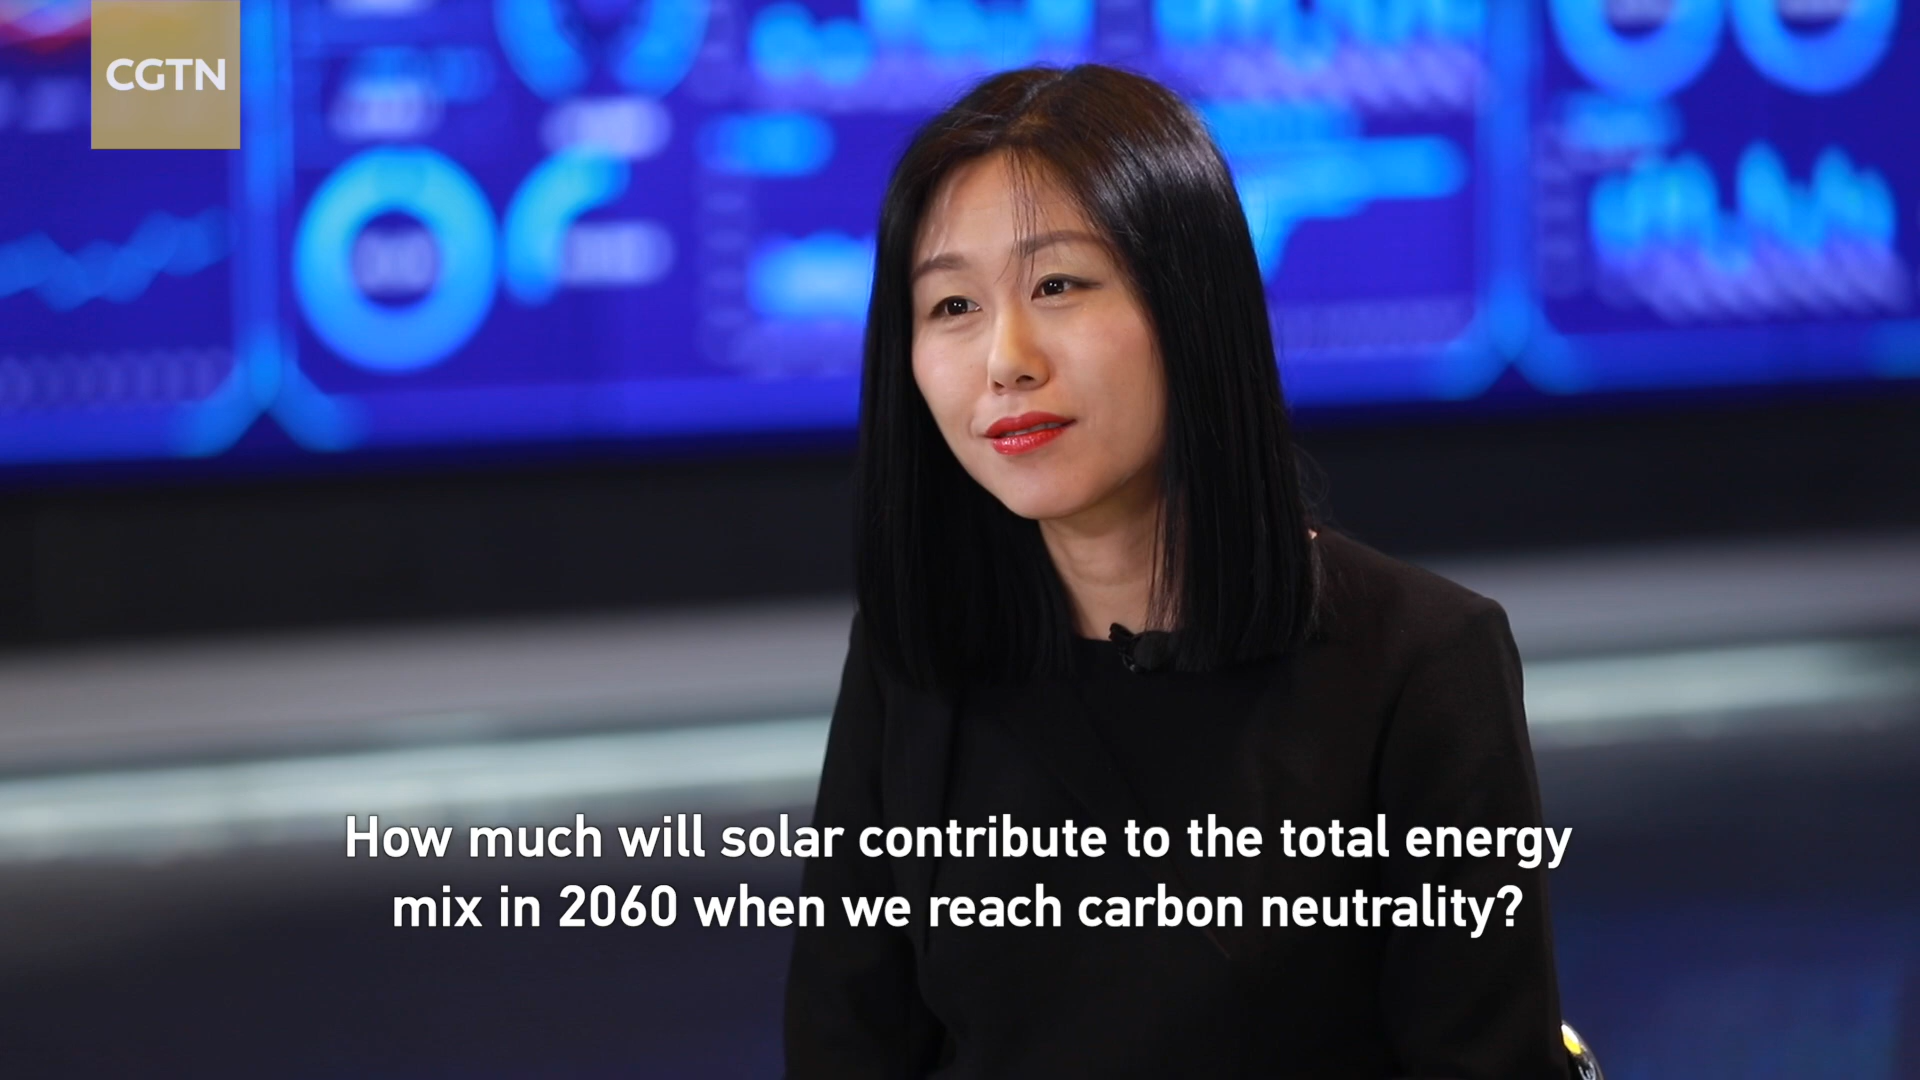 CGTN
How much will solar contribute to the total energy
mix in 2060 when we reach carbon neutrality?